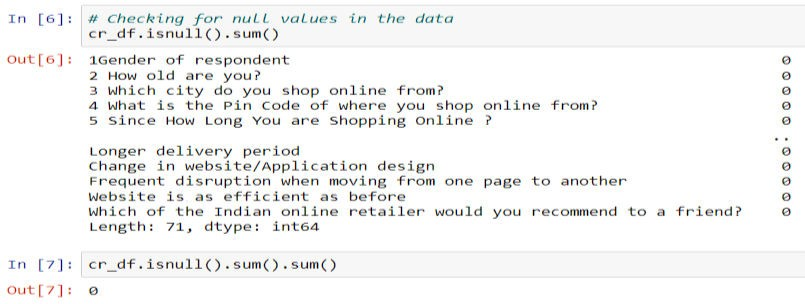 In [6]: # Checking for null values in the data
cr_df.isnull().sum()
Out[6]: 1Gender of respondent 0
2 How old are you? 0
3 Which city do you shop online from? 0
4 What is the Pin Code of where you shop online from? 0
5 Since How Long You are Shopping Online ? 0
..
Longer delivery period 0
Change in website/Application design 0
Frequent disruption when moving from one page to another 0
Website is as efficient as before 0
Which of the Indian online retailer would you recommend to a friend? 0
Length: 71, dtype: int64
In [7]: cr_df.isnull().sum().sum()
Out[7]: 0